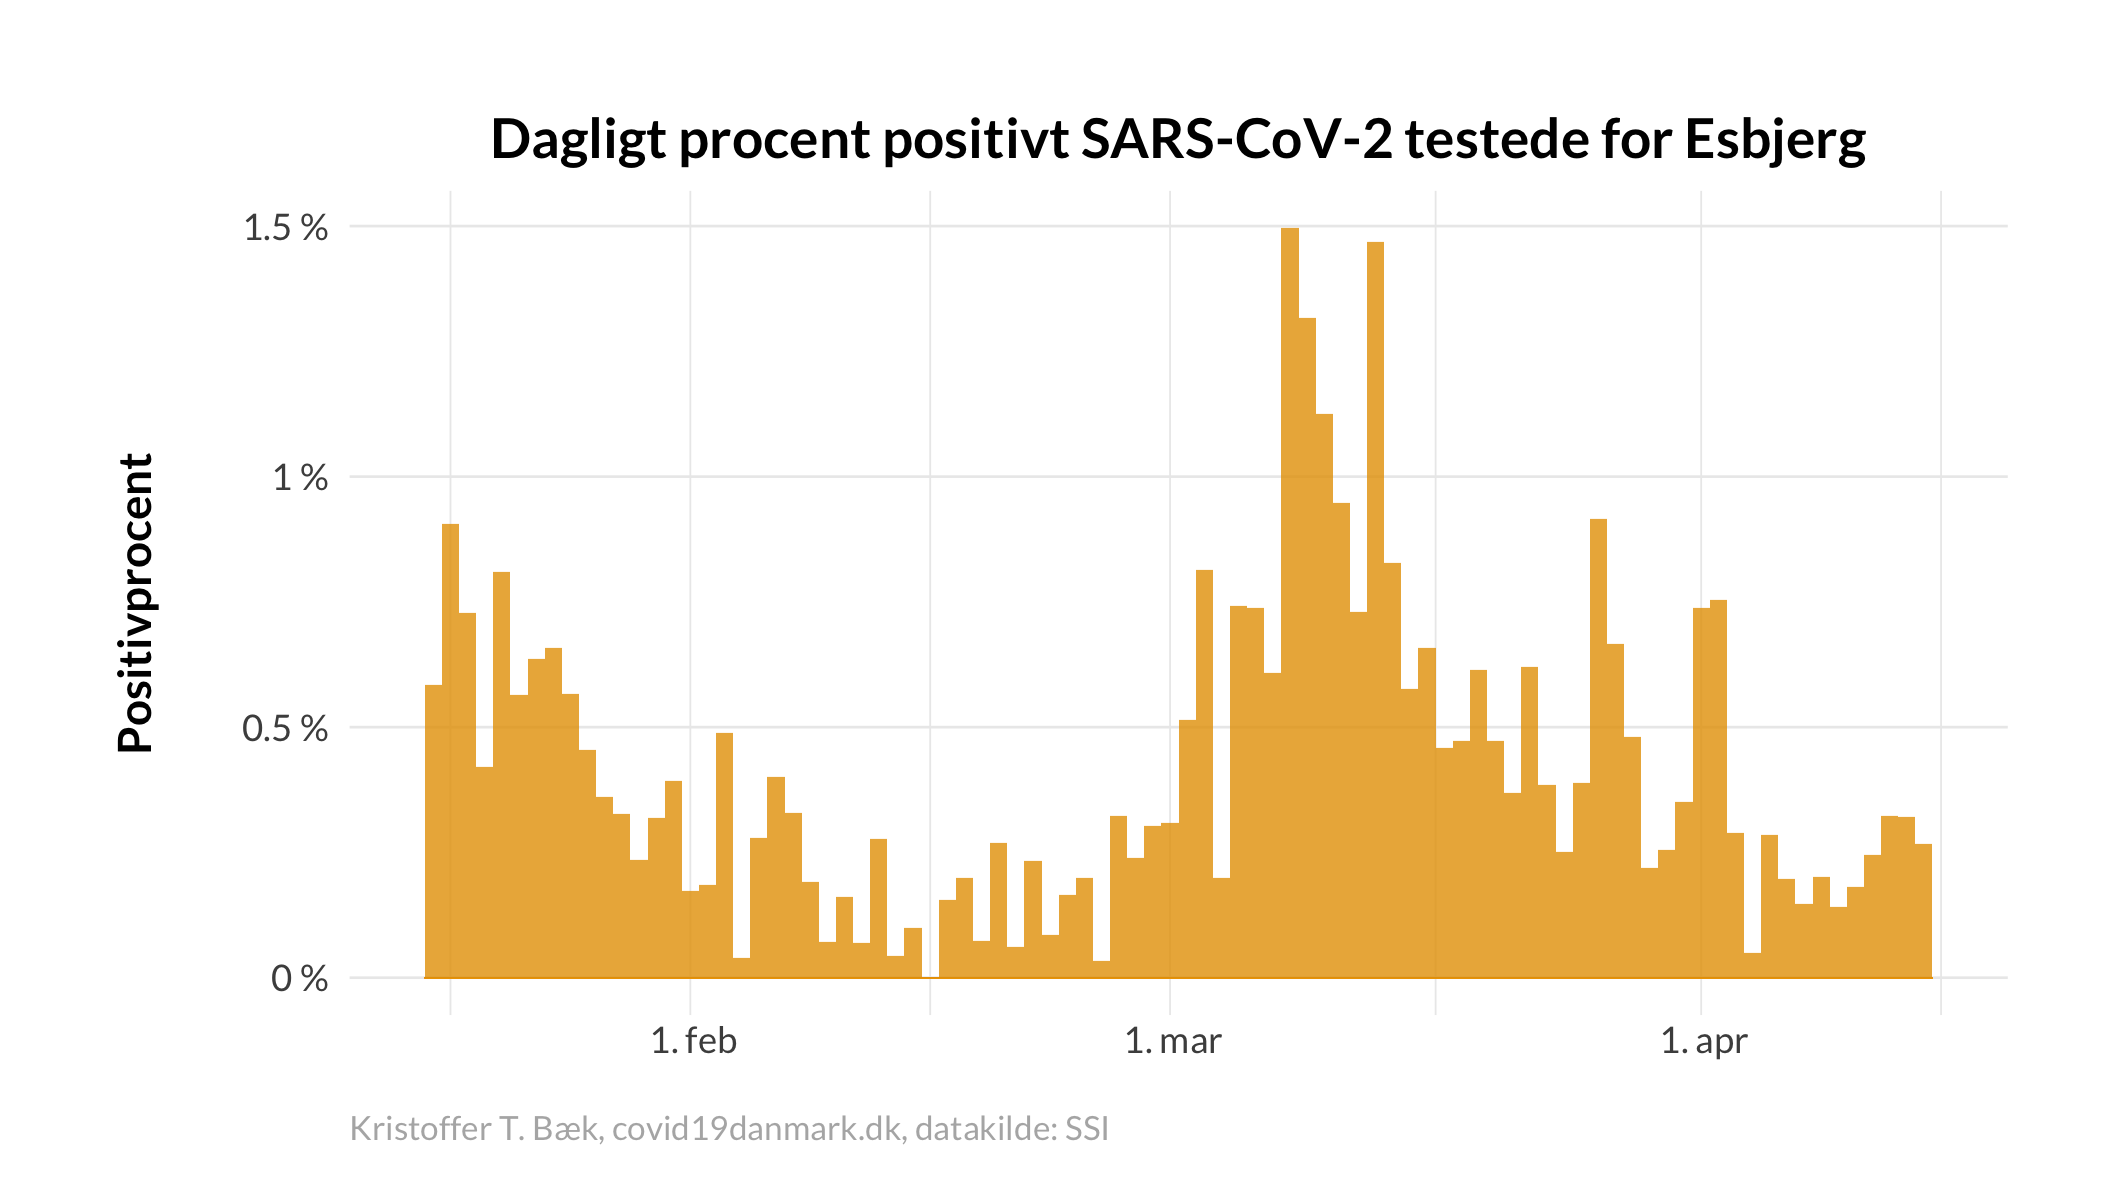 Dagligt procent positivt SARS-CoV-2 testede for Esbjerg
Positivprocent
1.5 %
1 %
0.5 %
0 %
1. feb
1. mar
1. apr
Kristoffer T. Bæk, covid19danmark.dk, datakilde: SSI